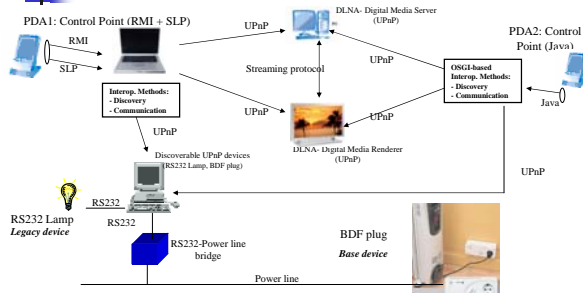 DLNA- Digital Media Server
(UPnP)
PDA1: Control Point (RMI + SLP)
PDA2: Control
Point (Java)
RMI
SLP
UPnP
UPnP
Streaming protocol
OSGI-based
Interop. Methods:
- Discovery
- Communication
Java
Interop. Methods:
- Discovery
- Communication
UPnP
UPnP
UPnP
DLNA- Digital Media Renderer
(UPnP)
Discoverable UPnP devices
(RS232 Lamp, BDF plug)
UPnP
RS232 Lamp
Legacy device
RS232
RS232
RS232-Power line
bridge
BDF plug
Base device
Power line